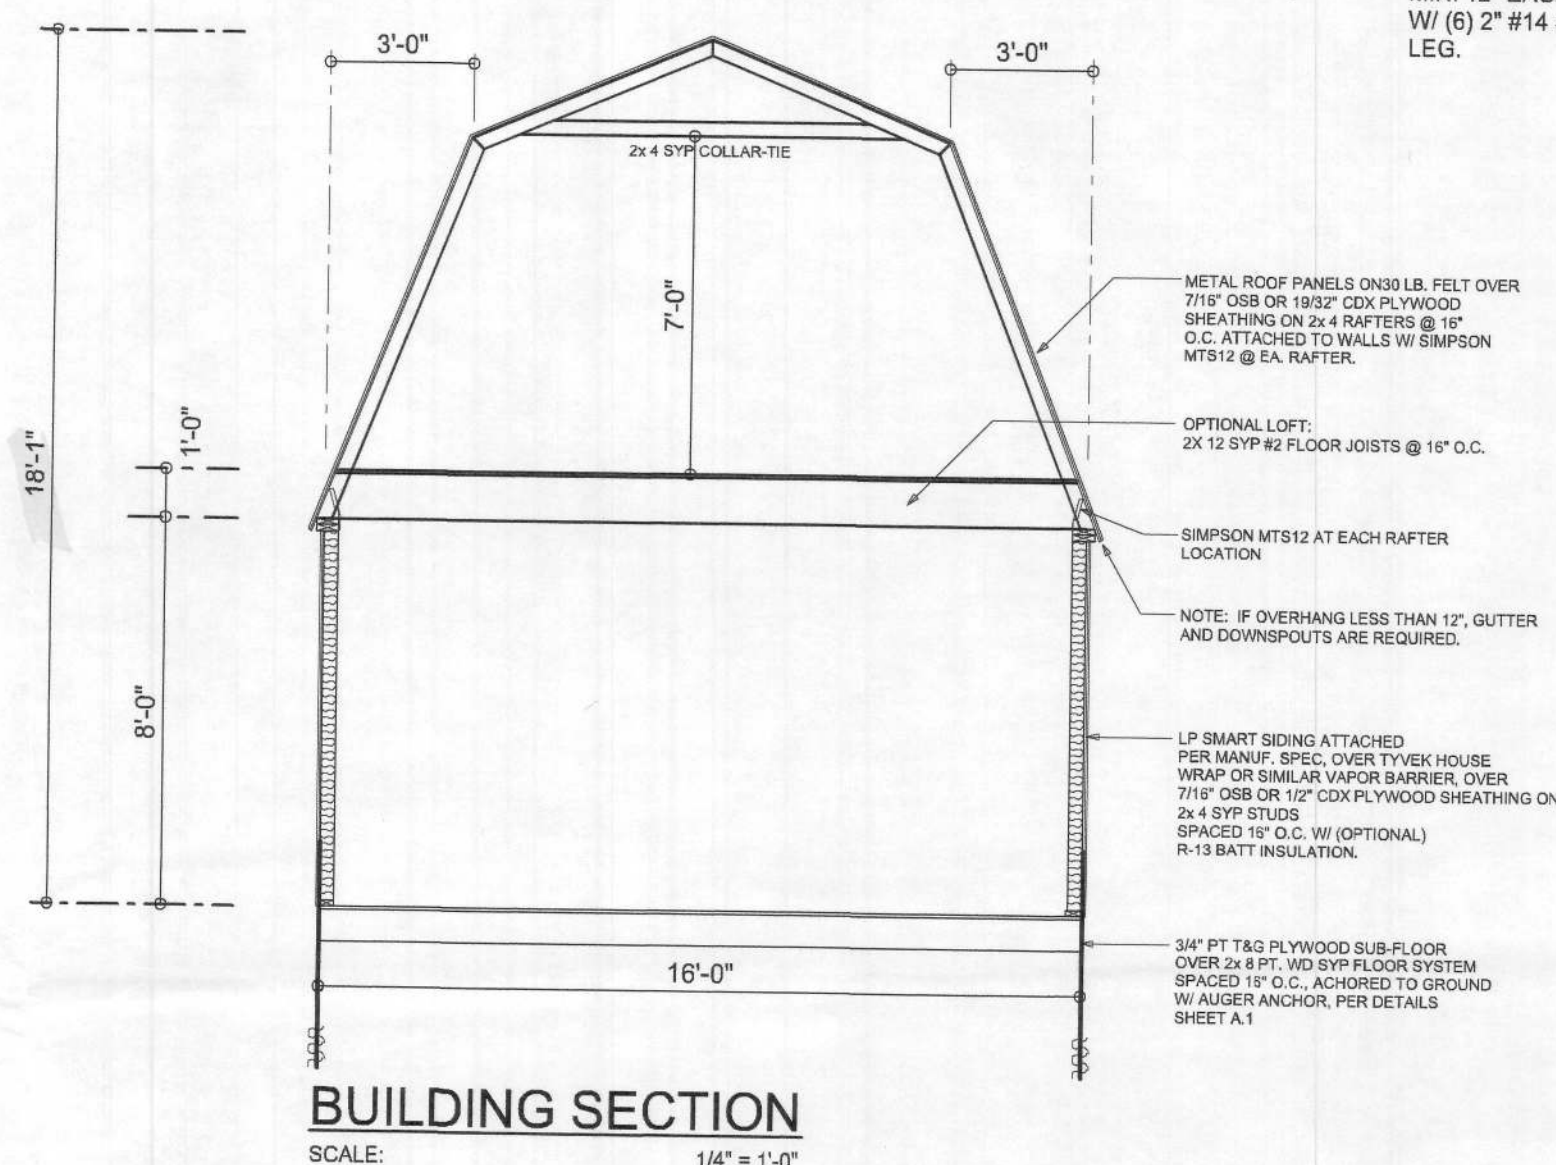 W/ (6) 2" #14
LEG.
3'-0"
3'-0"
2x 4 SYP COLLAR-TIE
7'-0"
18'-1"
1'-0"
8'-0"
METAL ROOF PANELS ON30 LB. FELT OVER
7/16" OSB OR 19/32" CDX PLYWOOD
SHEATHING ON 2x 4 RAFTERS @ 16"
O.C. ATTACHED TO WALLS W/ SIMPSON
MTS12 @ EA. RAFTER.
OPTIONAL LOFT:
2X 12 SYP #2 FLOOR JOISTS @ 16" O.C.
SIMPSON MTS12 AT EACH RAFTER
LOCATION
NOTE: IF OVERHANG LESS THAN 12", GUTTER
AND DOWNSPOUTS ARE REQUIRED.
LP SMART SIDING ATTACHED
PER MANUF. SPEC, OVER TYVEK HOUSE
WRAP OR SIMILAR VAPOR BARRIER, OVER
7/16" OSB OR 1/2" CDX PLYWOOD SHEATHING ON
2x 4 SYP STUDS
SPACED 16" O.C. W/ (OPTIONAL)
R-13 BATT INSULATION.
3/4" PT T&G PLYWOOD SUB-FLOOR
OVER 2x 8 PT. WD SYP FLOOR SYSTEM
SPACED 16" O.C., ACHORED TO GROUND
W/ AUGER ANCHOR, PER DETAILS
SHEET A.1
16'-0"
BUILDING SECTION
SCALE: 1/4" = 1'-0"